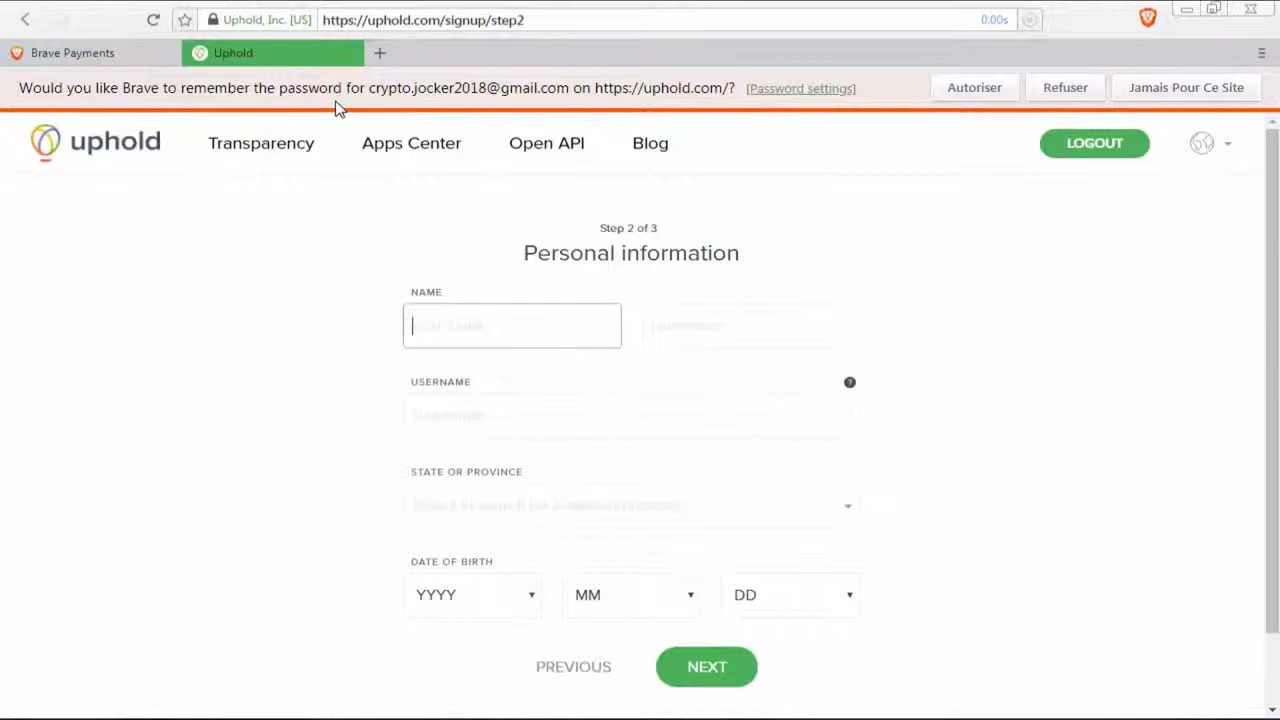 Uphold, Inc. [US] https://uphold.com/signup/step2 0.00s
Brave Payments Uphold
Would you like Brave to remember the password for crypto.jocker2018@gmail.com on https://uphold.com/? [Password settings] Autoriser Refuser Jamais Pour Ce Site
uphold Transparency Apps Center Open API Blog LOGOUT
Step 2 of 3
Personal information
NAME
USERNAME ?
STATE OR PROVINCE
DATE OF BIRTH
YYYY MM DD
PREVIOUS NEXT